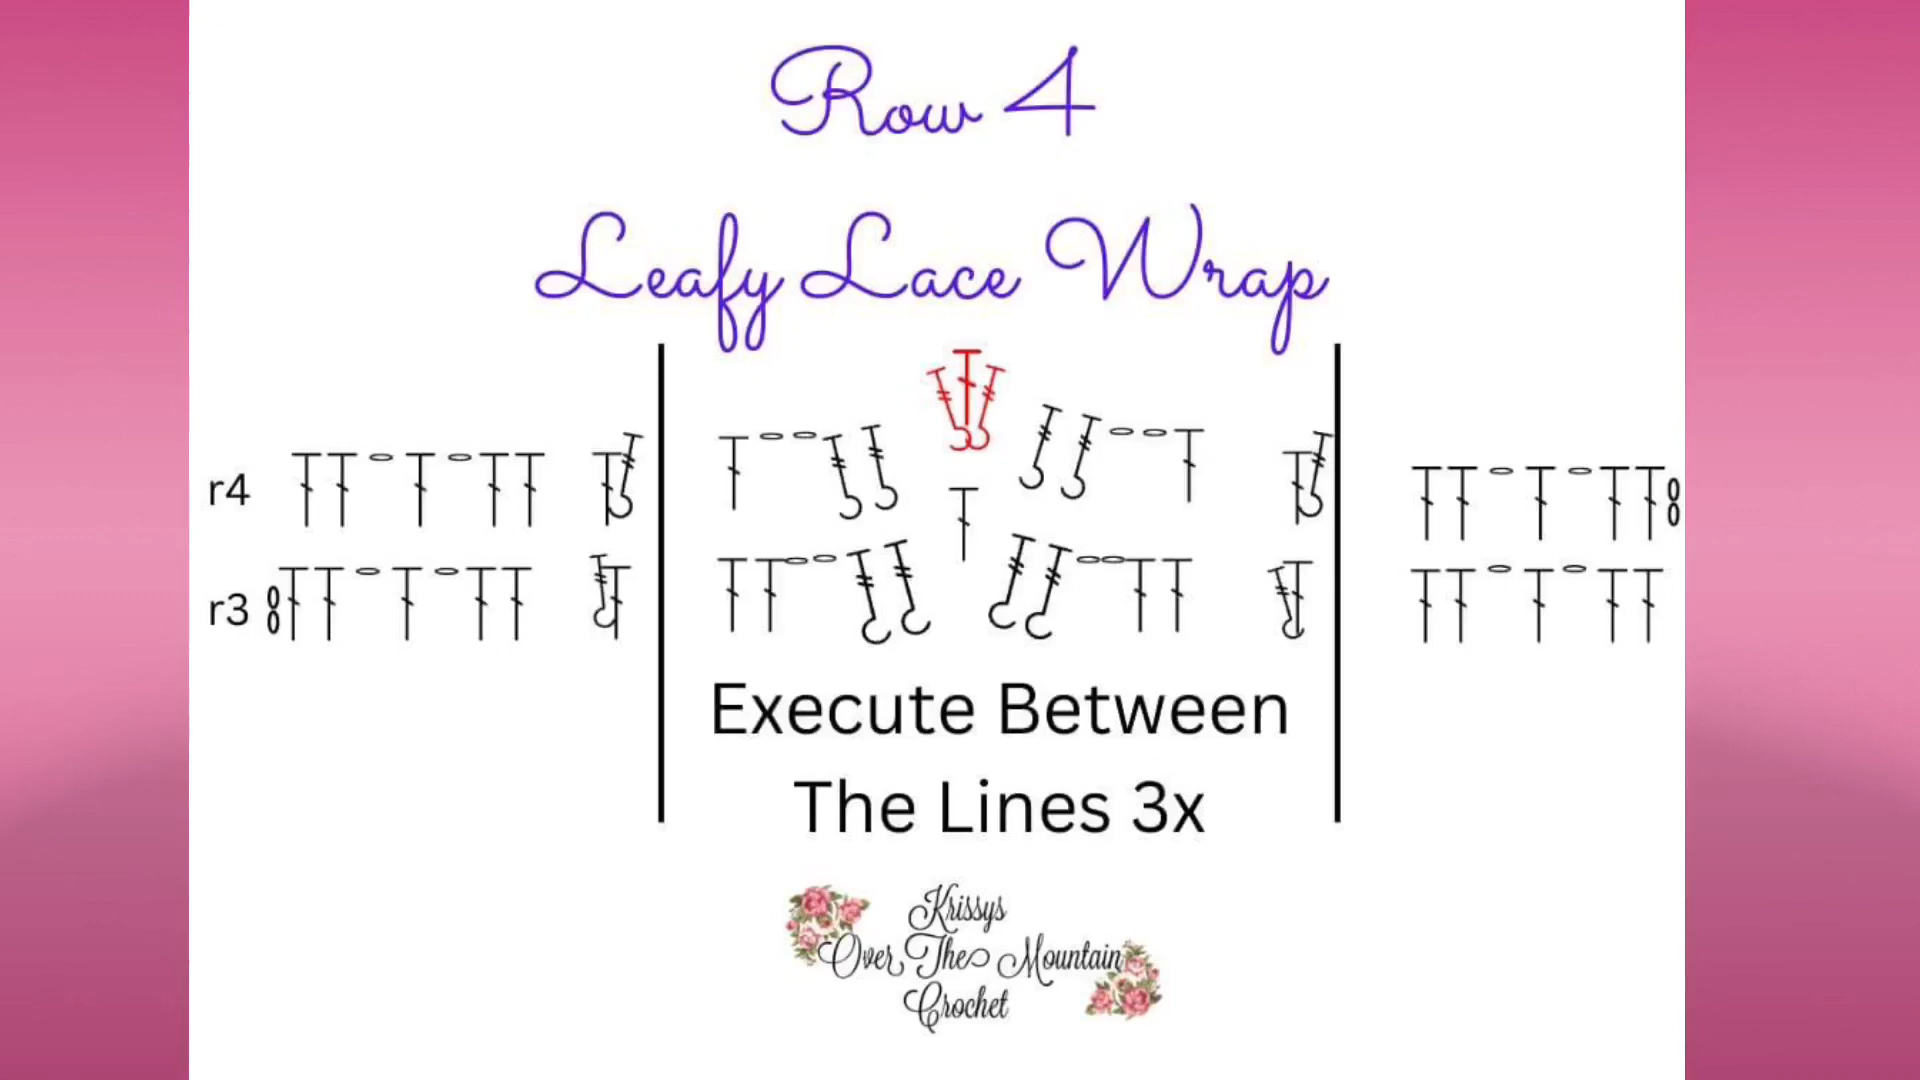 Row 4
Leafy Lace Wrap
r4
r3
Execute Between
The Lines 3x
Krissys
Over The Mountain
Crochet